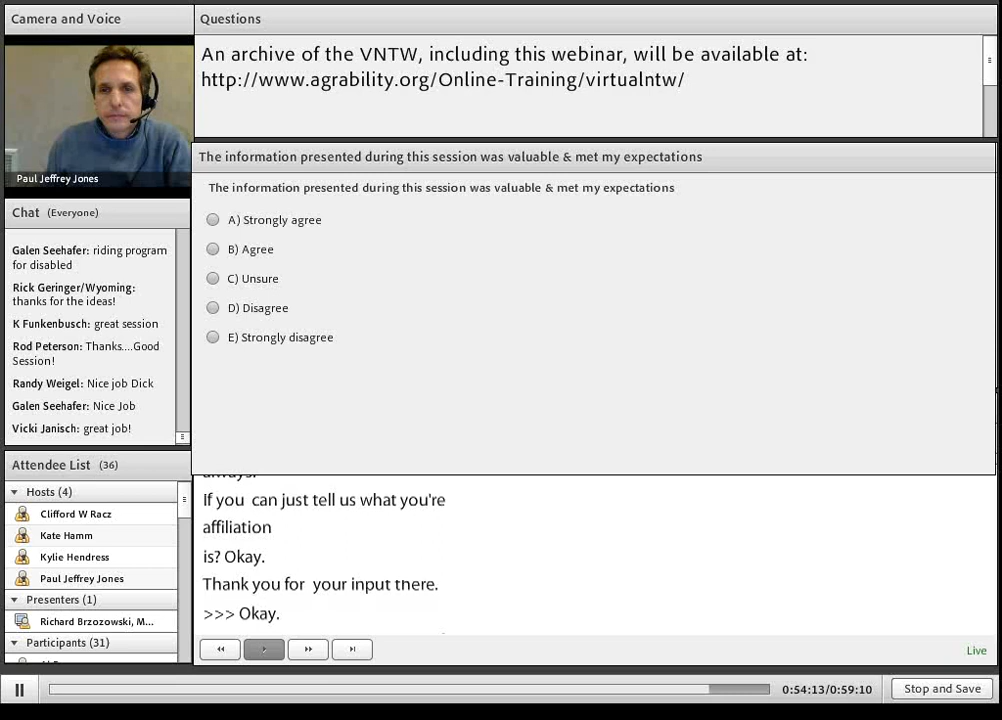 Camera and Voice
Questions
An archive of the VNTW, including this webinar, will be available at:
http://www.agrability.org/Online-Training/virtualntw/
Paul Jeffrey Jones
The information presented during this session was valuable & met my expectations
The information presented during this session was valuable & met my expectations
A) Strongly agree
B) Agree
C) Unsure
D) Disagree
E) Strongly disagree
Chat (Everyone)
Galen Seehafer: riding program
for disabled
Rick Geringer/Wyoming:
thanks for the ideas!
K Funkenbusch: great session
Rod Peterson: Thanks....Good
Session!
Randy Weigel: Nice job Dick
Galen Seehafer: Nice Job
Vicki Janisch: great job!
Attendee List (36)
Hosts (4)
Clifford W Racz
Kate Hamm
Kylie Hendress
Paul Jeffrey Jones
Presenters (1)
Richard Brzozowski, M...
Participants (31)
always.
If you can just tell us what you're
affiliation
is? Okay.
Thank you for your input there.
>>> Okay.
Live
0:54:13/0:59:10
Stop and Save